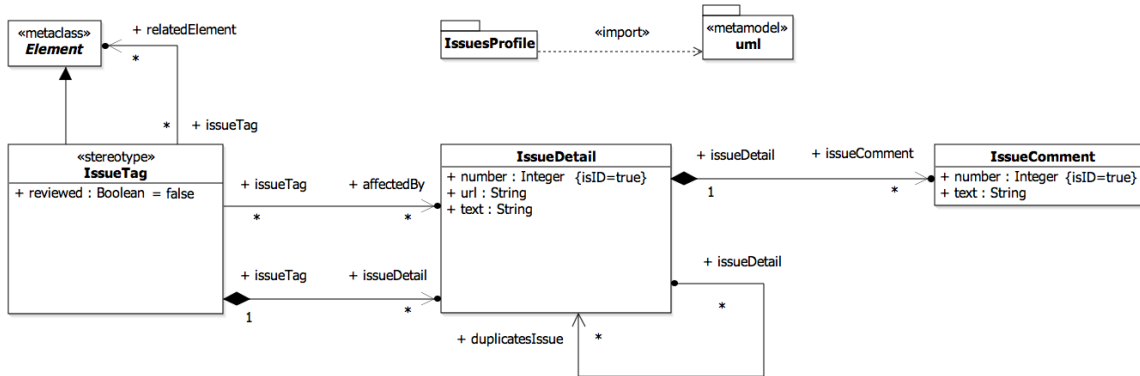 «metaclass»
Element
+ relatedElement
*
*
+ issueTag
IssuesProfile
«import»
«metamodel»
uml
«stereotype»
IssueTag
+ reviewed : Boolean = false
+ issueTag
+ affectedBy
*
*
IssueDetail
+ number : Integer {isID=true}
+ url : String
+ text : String
+ issueDetail
+ issueComment
1
*
IssueComment
+ number : Integer {isID=true}
+ text : String
+ issueTag
+ issueDetail
1
*
+ issueDetail
*
+ duplicatesIssue
*